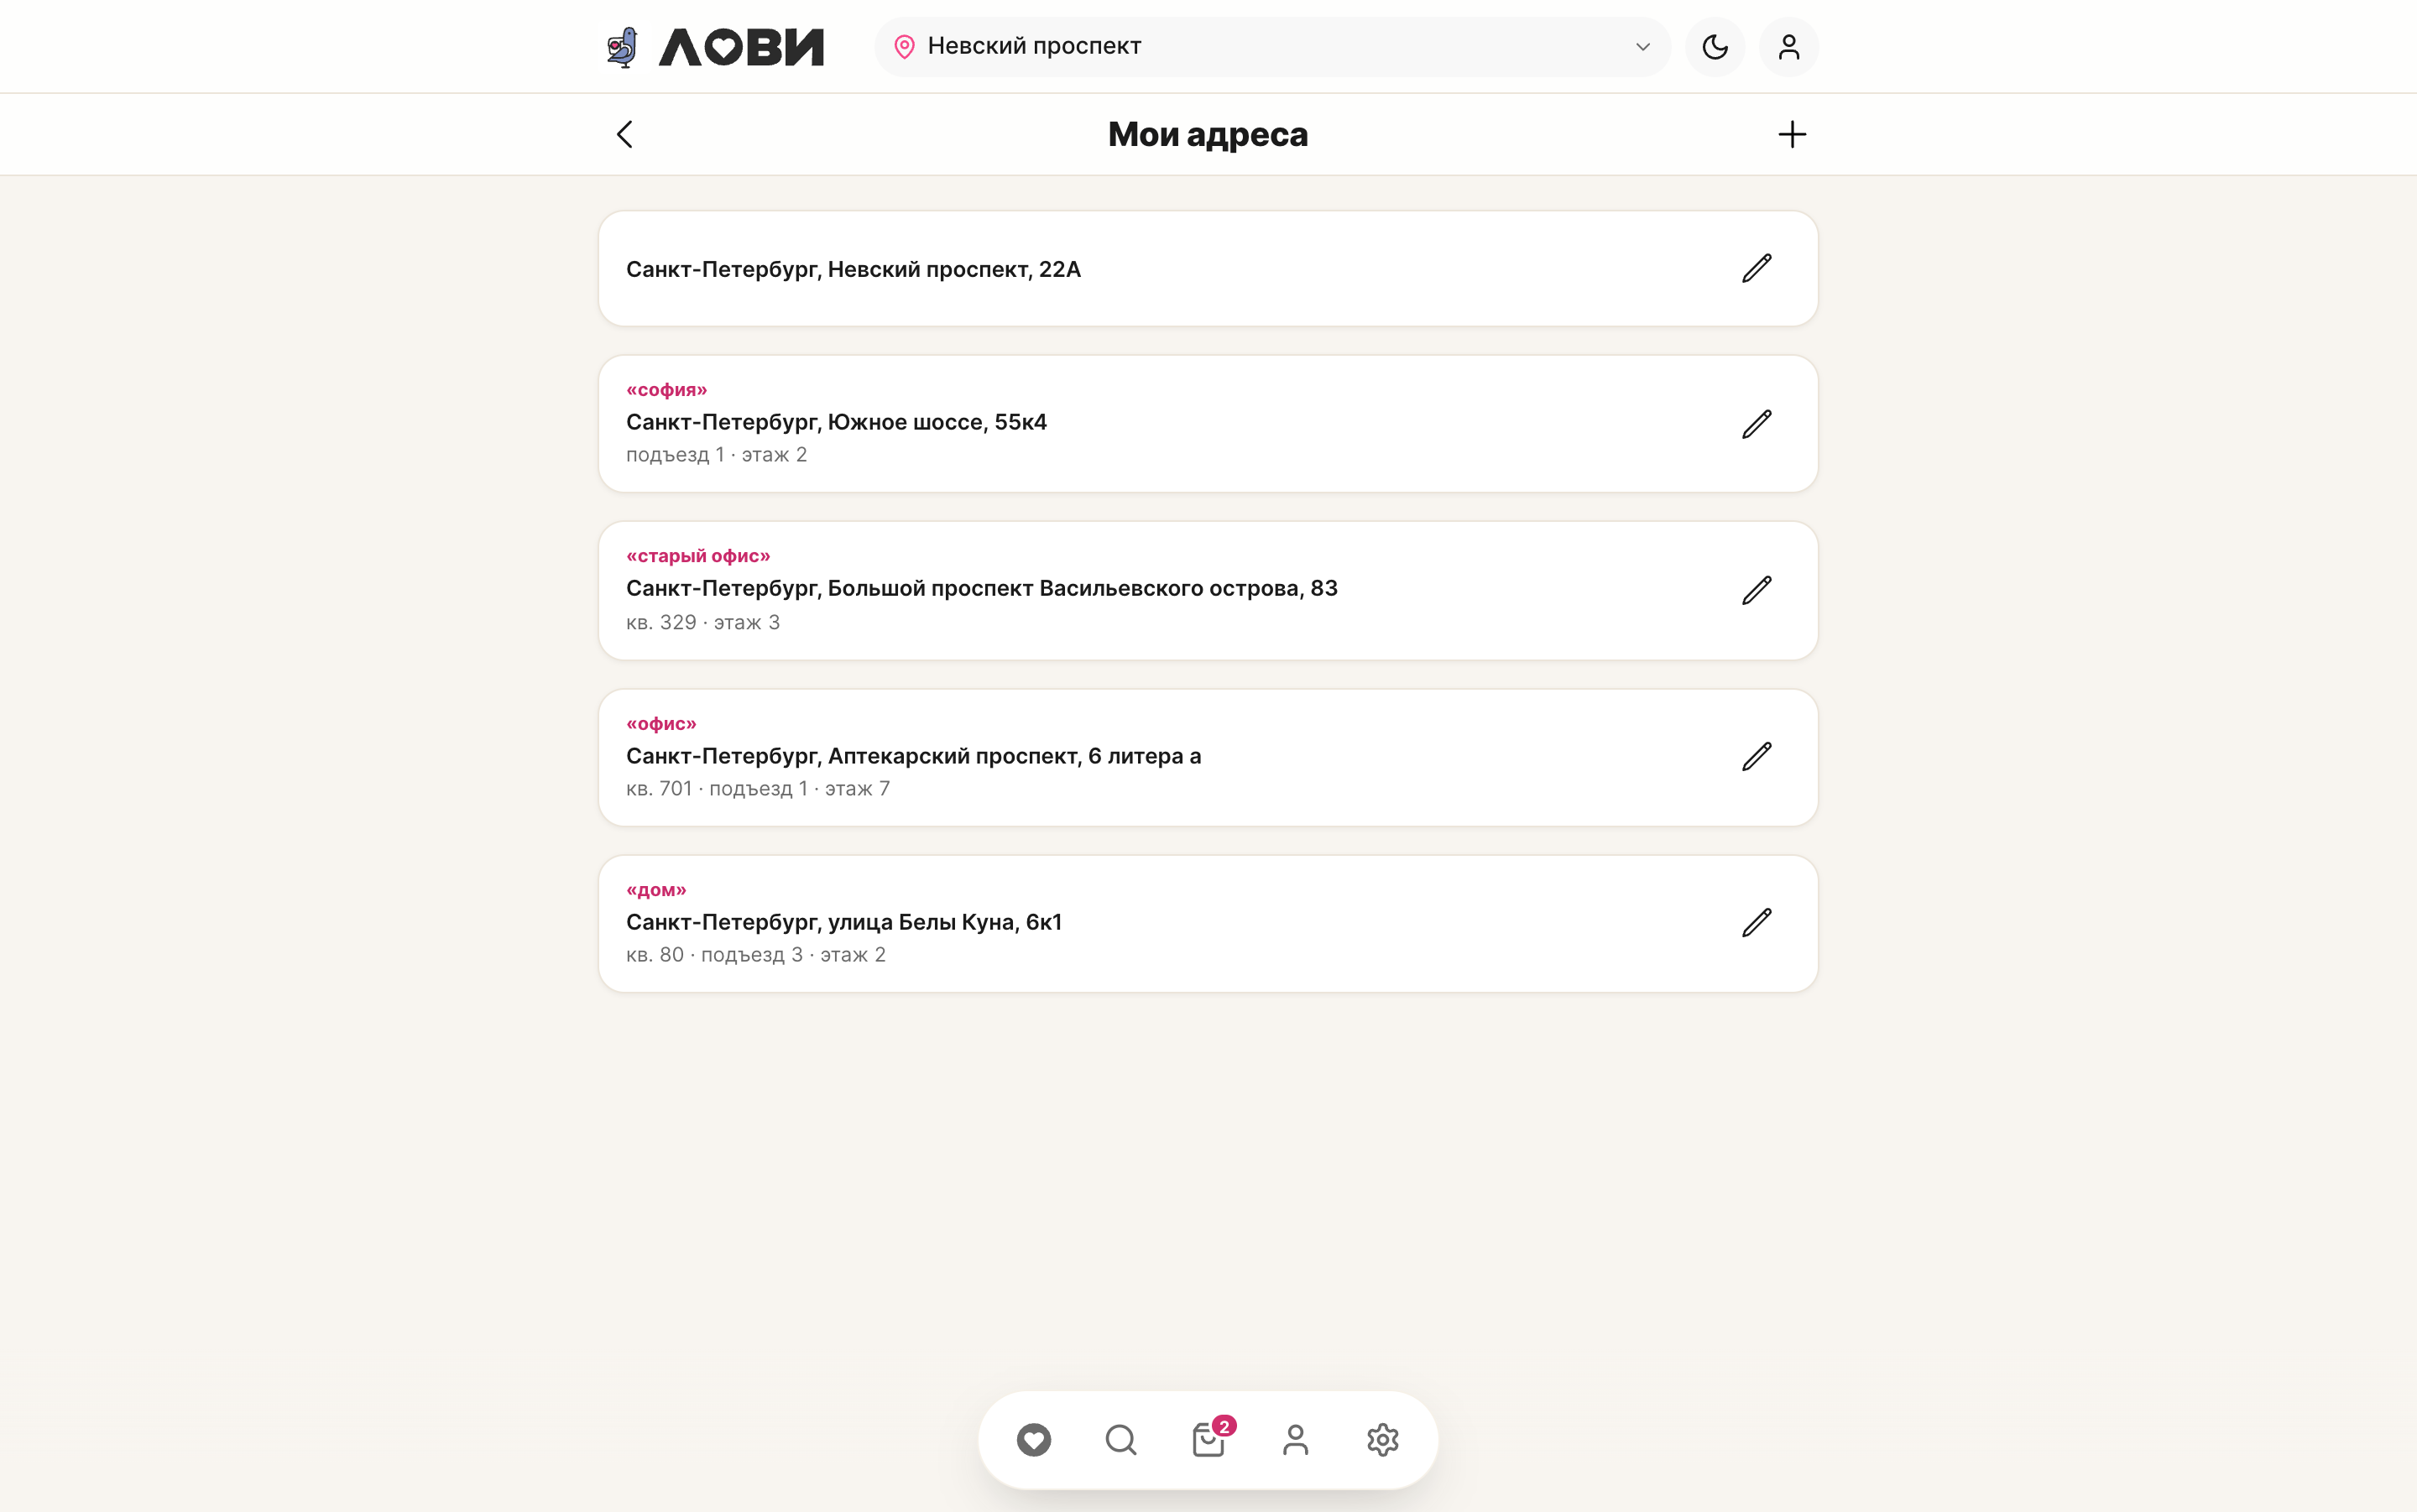 ЛОВИ
Невский проспект
Мои адреса
Санкт-Петербург, Невский проспект, 22А
«софия»
Санкт-Петербург, Южное шоссе, 55к4
подъезд 1 · этаж 2
«старый офис»
Санкт-Петербург, Большой проспект Васильевского острова, 83
кв. 329 · этаж 3
«офис»
Санкт-Петербург, Аптекарский проспект, 6 литера а
кв. 701 · подъезд 1 · этаж 7
«дом»
Санкт-Петербург, улица Белы Куна, 6к1
кв. 80 · подъезд 3 · этаж 2
2